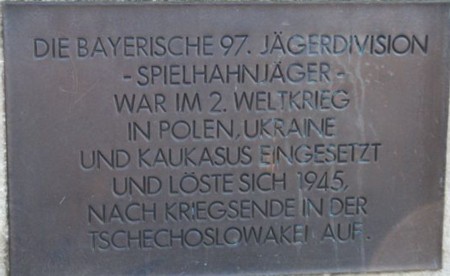 DIE BAYERISCHE 97. JÄGERDIVISION
- SPIELHAHNJÄGER -
WAR IM 2. WELTKRIEG
IN POLEN, UKRAINE
UND KAUKASUS EINGESETZT
UND LÖSTE SICH 1945,
NACH KRIEGSENDE IN DER
TSCHECHOSLOWAKEI AUF.